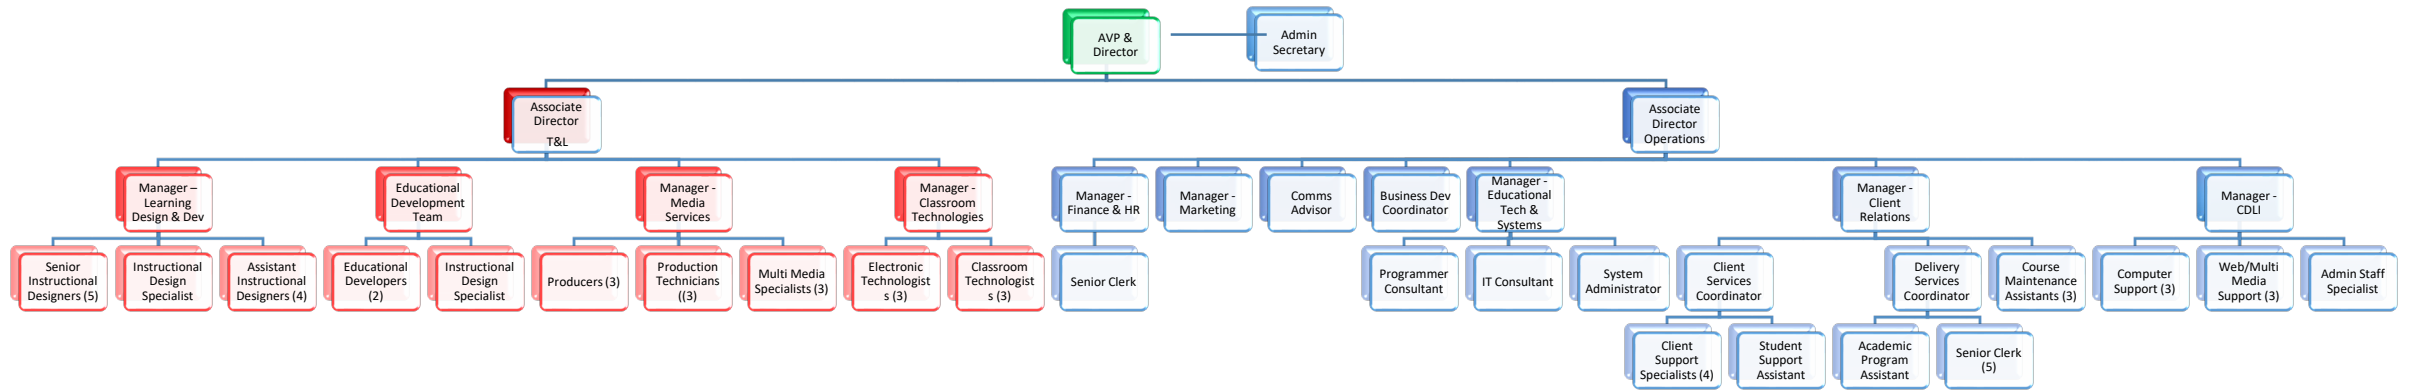 AVP &
Director
Admin
Secretary
Associate
Director
T&L
Associate
Director
Operations
Manager –
Learning
Design & Dev
Educational
Development
Team
Manager -
Media
Services
Manager -
Classroom
Technologies
Manager -
Finance & HR
Manager -
Marketing
Comms
Advisor
Business Dev
Coordinator
Manager -
Educational
Tech &
Systems
Manager -
Client
Relations
Manager -
CDLI
Senior
Instructional
Designers (5)
Instructional
Design
Specialist
Assistant
Instructional
Designers (4)
Educational
Developers
(2)
Instructional
Design
Specialist
Producers (3)
Production
Technicians
((3)
Multi Media
Specialists (3)
Electronic
Technologist
s (3)
Classroom
Technologist
s (3)
Senior Clerk
Programmer
Consultant
IT Consultant
System
Administrator
Client
Services
Coordinator
Delivery
Services
Coordinator
Course
Maintenance
Assistants (3)
Computer
Support (3)
Web/Multi
Media
Support (3)
Admin Staff
Specialist
Client
Support
Specialists (4)
Student
Support
Assistant
Academic
Program
Assistant
Senior Clerk
(5)